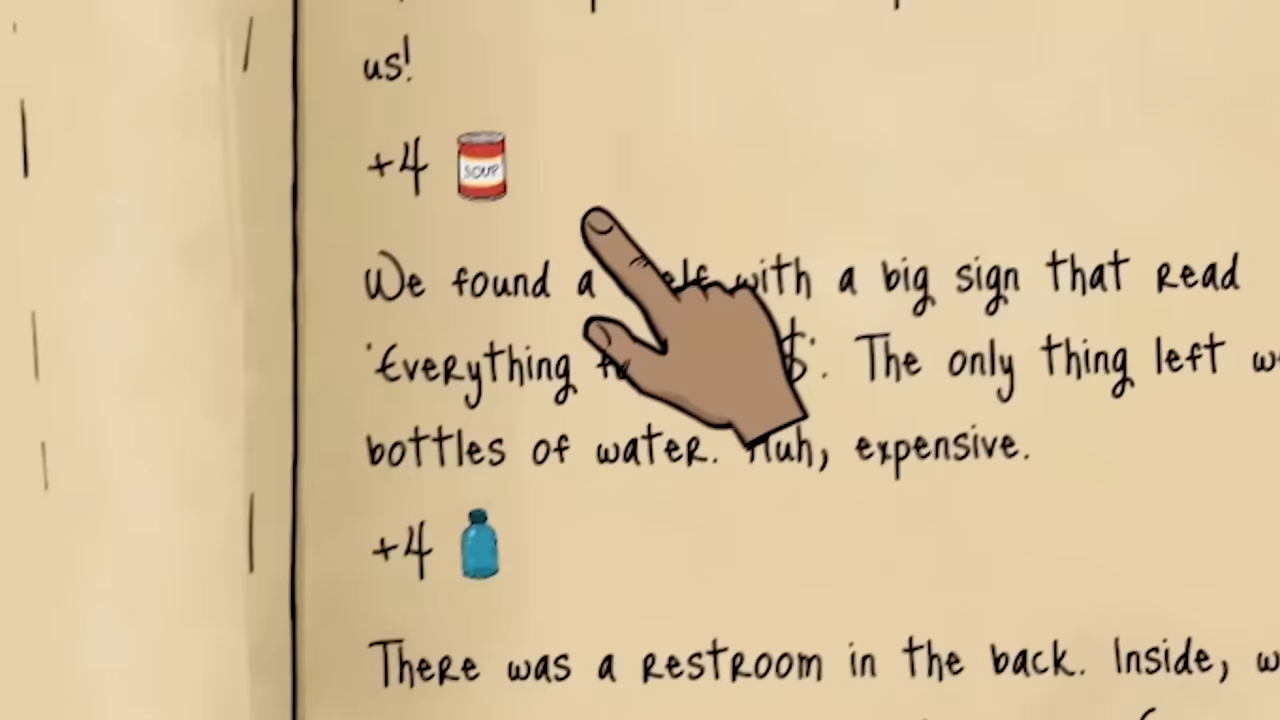 us!
+4
SOUP
We found a with a big sign that read
'Everything $'. The only thing left
bottles of water. Huh, expensive.
+4
There was a restroom in the back. Inside,